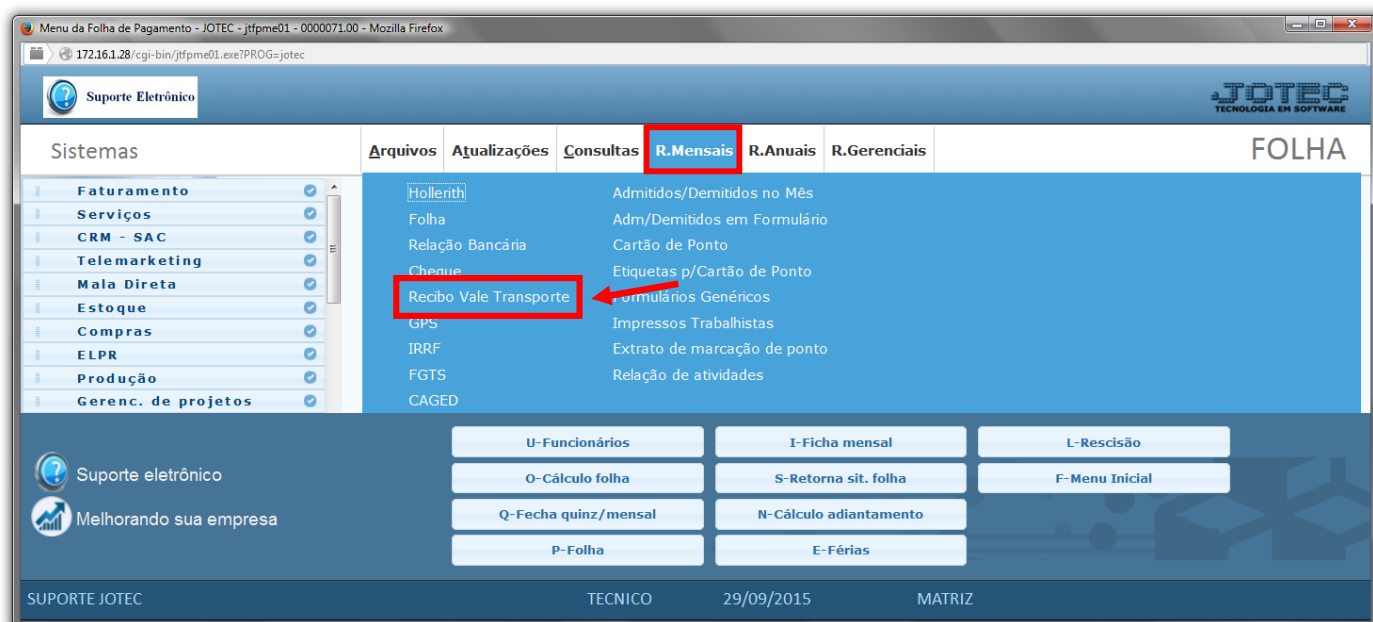 Menu da Folha de Pagamento - JOTEC - jtfpme01 - 0000071.00 - Mozilla Firefox
172.16.1.28/cgi-bin/jtfpme01.exe?PROG=jotec
Suporte Eletrônico
JOTEC
TECNOLOGIA EM SOFTWARE
Sistemas
Arquivos Atualizações Consultas R.Mensais R.Anuais R.Gerenciais
FOLHA
Faturamento
Serviços
CRM - SAC
Telemarketing
Mala Direta
Estoque
Compras
ELPR
Produção
Gerenc. de projetos
Hollerith
Folha
Relação Bancária
Cheque
Recibo Vale Transporte
GPS
IRRF
FGTS
CAGED
Admitidos/Demitidos no Mês
Adm/Demitidos em Formulário
Cartão de Ponto
Etiquetas p/Cartão de Ponto
Formulários Genéricos
Impressos Trabalhistas
Extrato de marcação de ponto
Relação de atividades
Suporte eletrônico
Melhorando sua empresa
U-Funcionários I-Ficha mensal L-Rescisão
O-Cálculo folha S-Retorna sit. folha F-Menu Inicial
Q-Fecha quinz/mensal N-Cálculo adiantamento
P-Folha E-Férias
SUPORTE JOTEC TECNICO 29/09/2015 MATRIZ